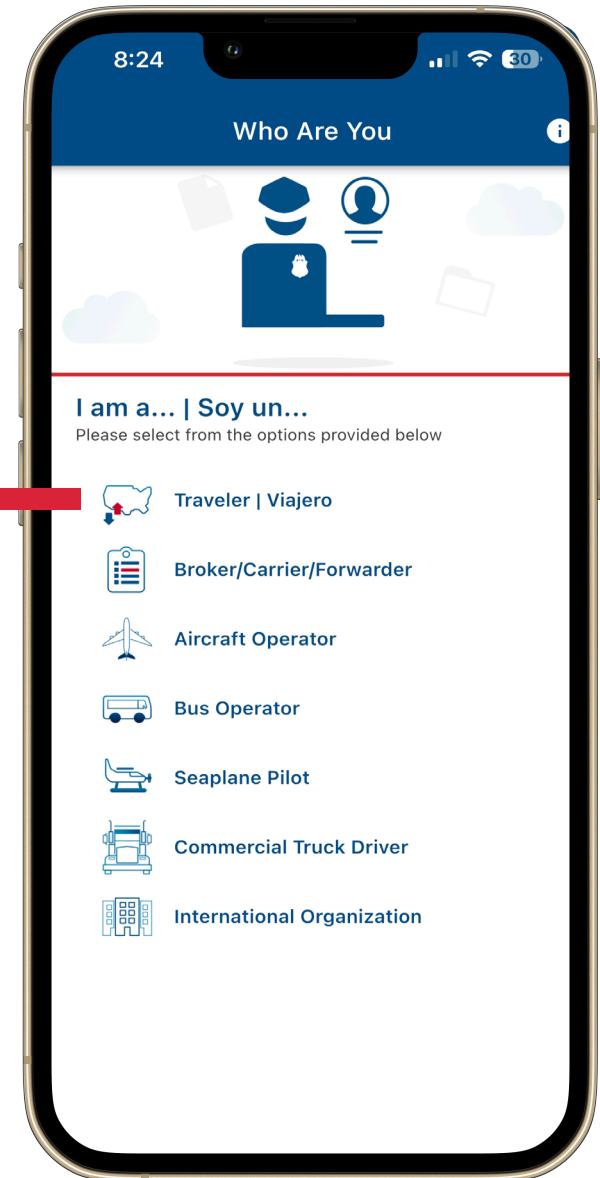 8:24
30
Who Are You
i
I am a... | Soy un...
Please select from the options provided below
Traveler | Viajero
Broker/Carrier/Forwarder
Aircraft Operator
Bus Operator
Seaplane Pilot
Commercial Truck Driver
International Organization